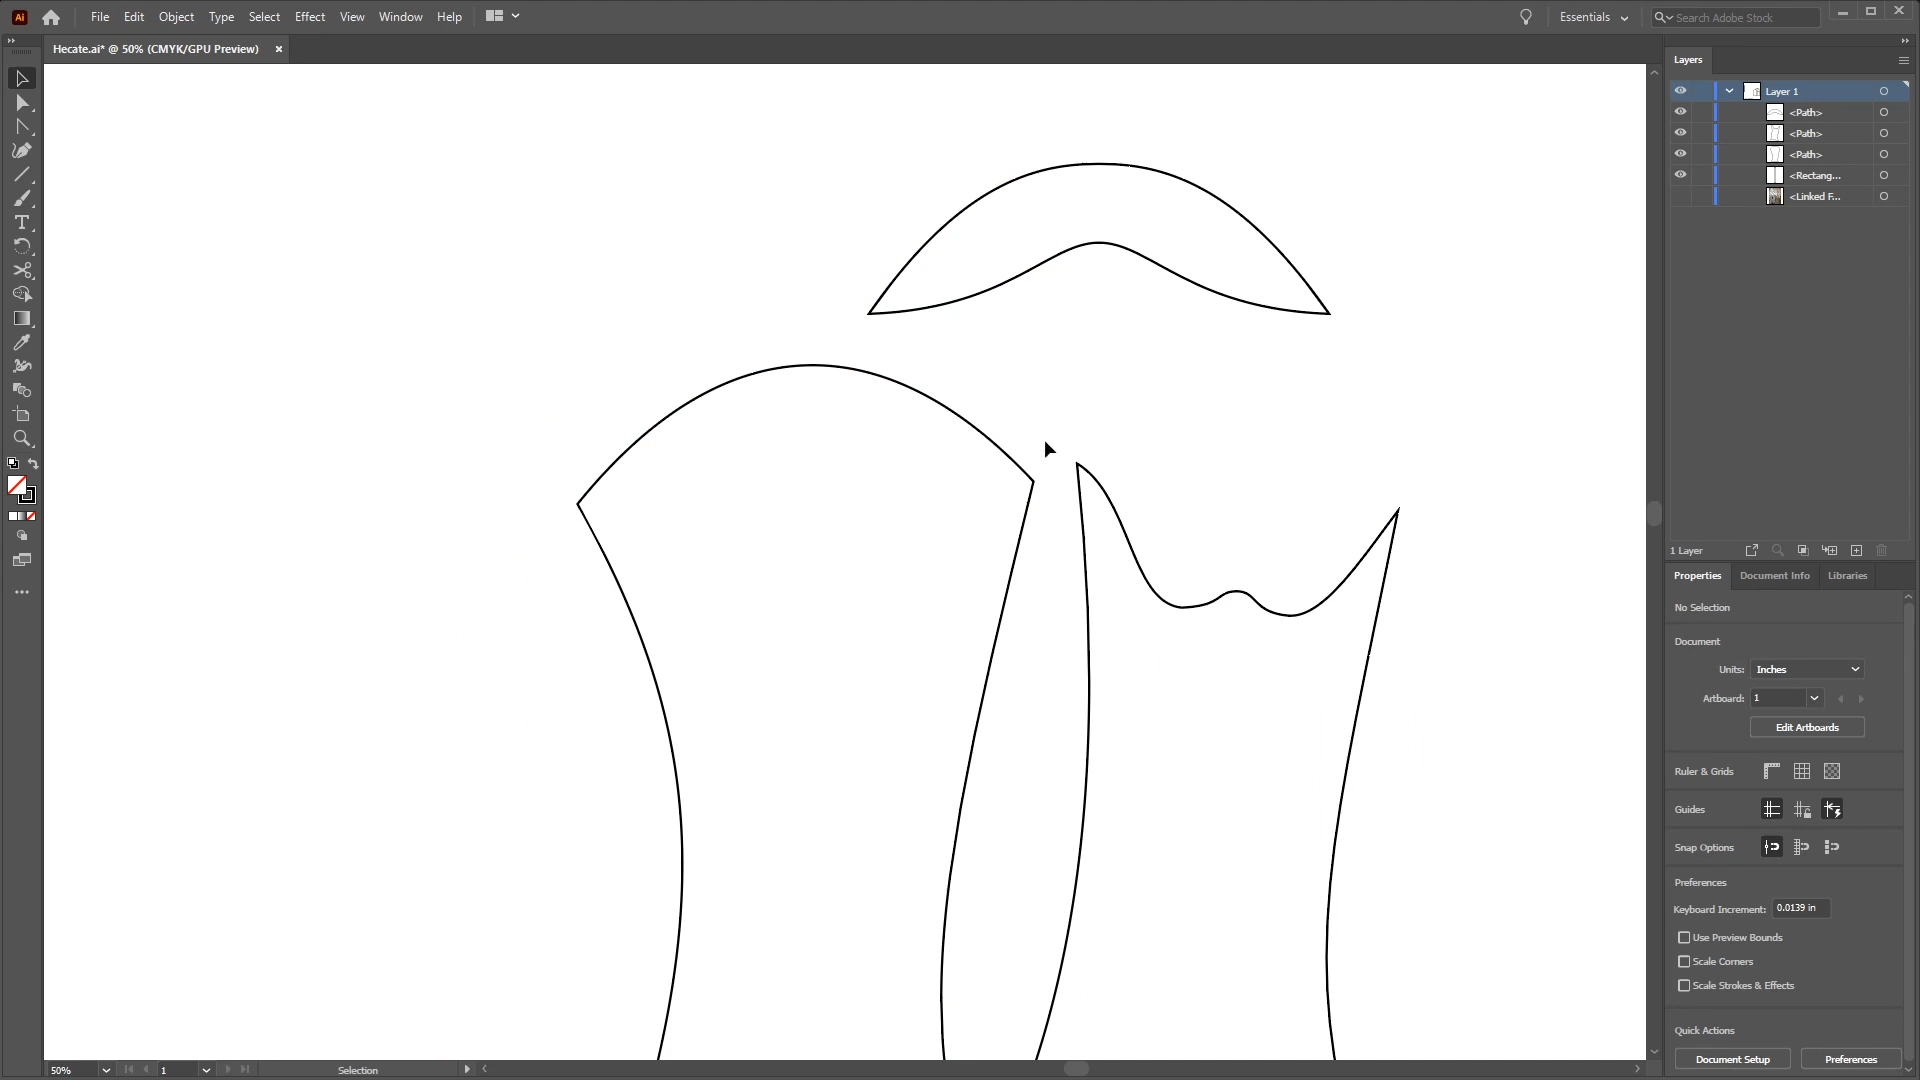 Ai File Edit Object Type Select Effect View Window Help Essentials Search Adobe Stock
Hecate.ai* @ 50% (CMYK/GPU Preview) ×
Layers
Layer 1
<Path>
<Path>
<Path>
<Rectang...
<Linked F...
1 Layer
Properties Document Info Libraries
No Selection
Document
Units: Inches
Artboard: 1
Edit Artboards
Ruler & Grids
Guides
Snap Options
Preferences
Keyboard Increment: 0.0139 in
Use Preview Bounds
Scale Corners
Scale Strokes & Effects
Quick Actions
Document Setup Preferences
50% 1 Selection